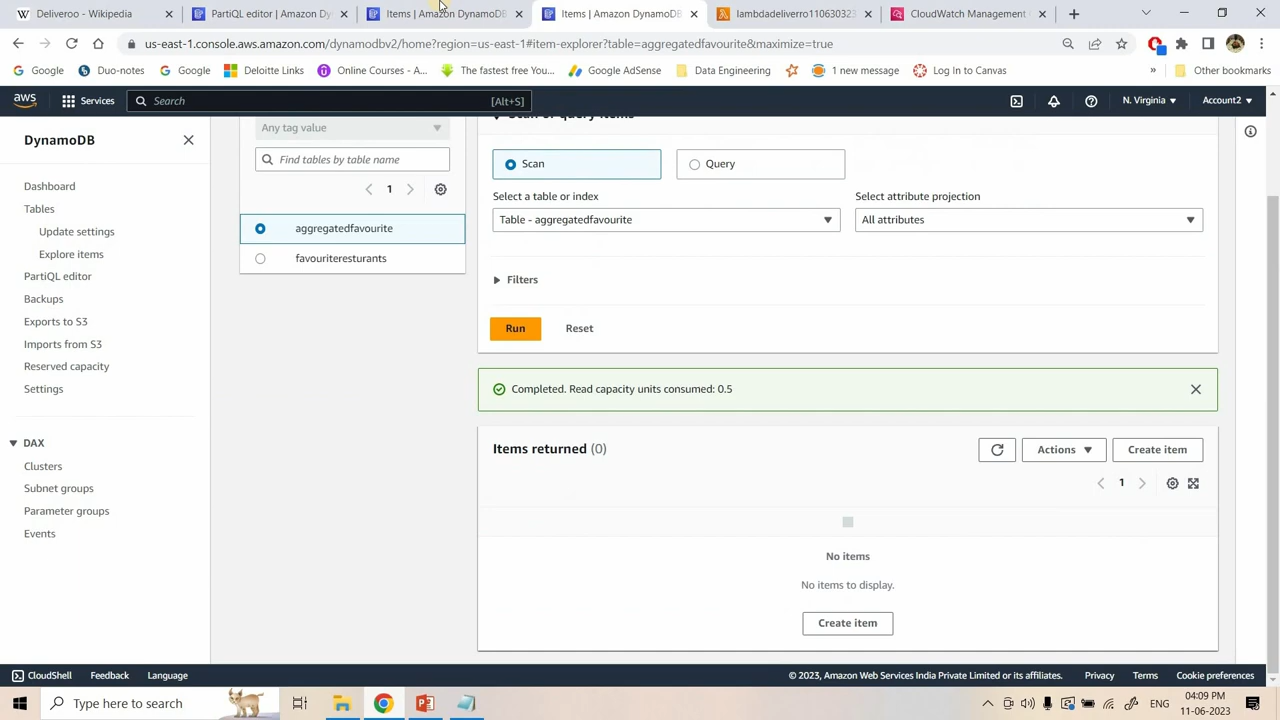 Deliveroo - Wikipedia
PartiQL editor | Amazon Dy
Items | Amazon DynamoDB
Items | Amazon DynamoDB
lambdadelivery110630323
CloudWatch Management
us-east-1.console.aws.amazon.com/dynamodbv2/home?region=us-east-1#item-explorer?table=aggregatedfavourite&maximize=true
Google
Duo-notes
Google
Deloitte Links
Online Courses - A...
The fastest free You...
Google AdSense
Data Engineering
1 new message
Log In to Canvas
»
Other bookmarks
aws
Services
Search
[Alt+S]
N. Virginia
Account2
DynamoDB
Dashboard
Tables
Update settings
Explore items
PartiQL editor
Backups
Exports to S3
Imports from S3
Reserved capacity
Settings
DAX
Clusters
Subnet groups
Parameter groups
Events
Any tag value
Find tables by table name
1
aggregatedfavourite
favouriteresturants
Scan or query items
Scan
Query
Select a table or index
Select attribute projection
Table - aggregatedfavourite
All attributes
Filters
Run
Reset
Completed. Read capacity units consumed: 0.5
Items returned (0)
Actions
Create item
1
No items
No items to display.
Create item
CloudShell
Feedback
Language
© 2023, Amazon Web Services India Private Limited or its affiliates.
Privacy
Terms
Cookie preferences
Type here to search
ENG
04:09 PM
11-06-2023